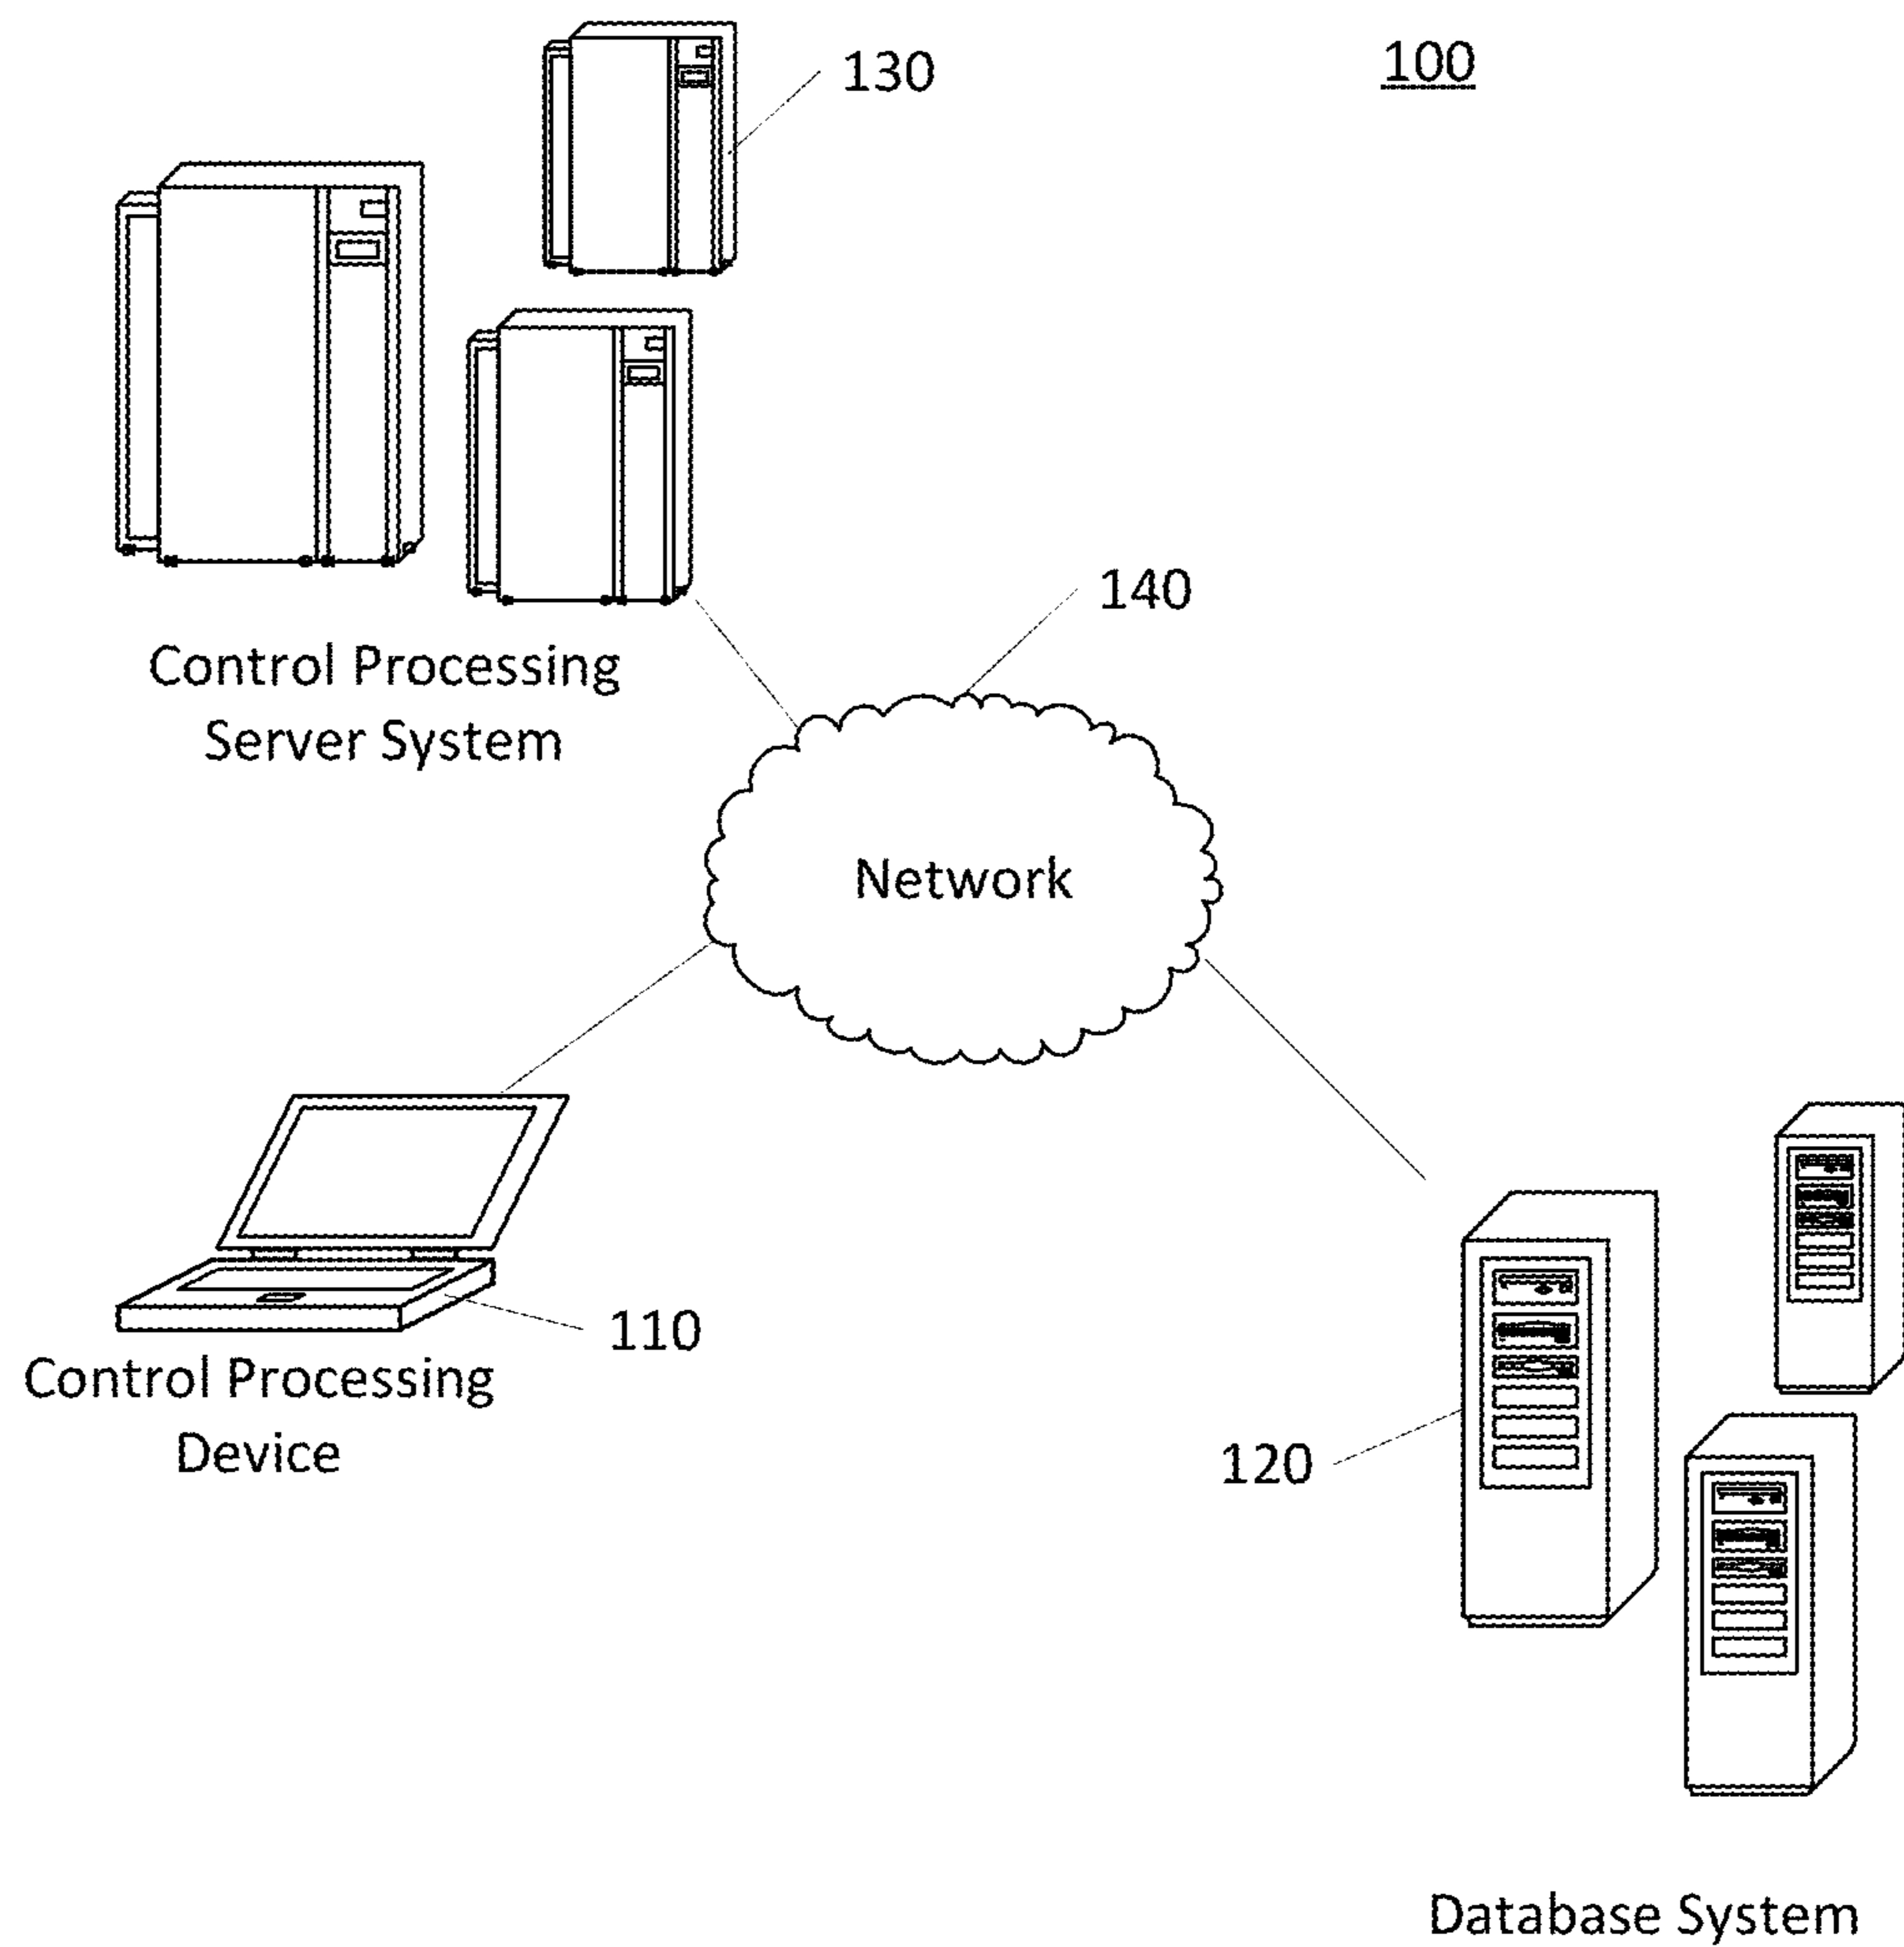 130
100
140
Control Processing
Server System
Network
110
Control Processing
Device
120
Database System